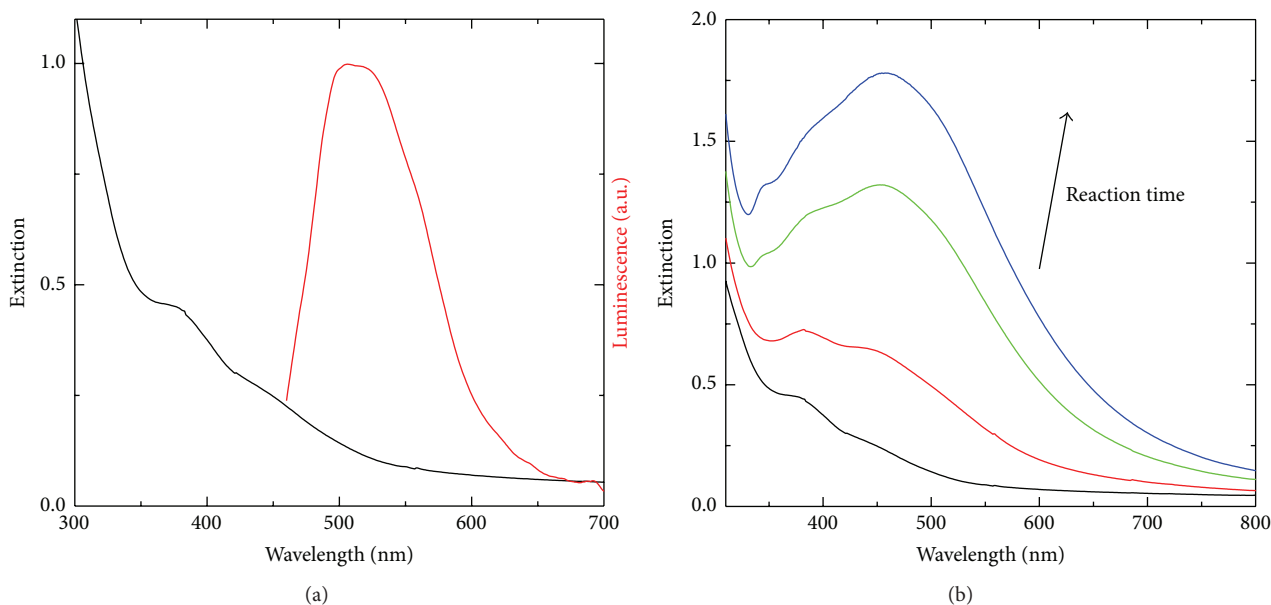 1.0
0.5
0.0
300
400
500
600
700
Extinction
Luminescence (a.u.)
Wavelength (nm)
(a)
2.0
1.5
1.0
0.5
0.0
400
500
600
700
800
Extinction
Reaction time
Wavelength (nm)
(b)